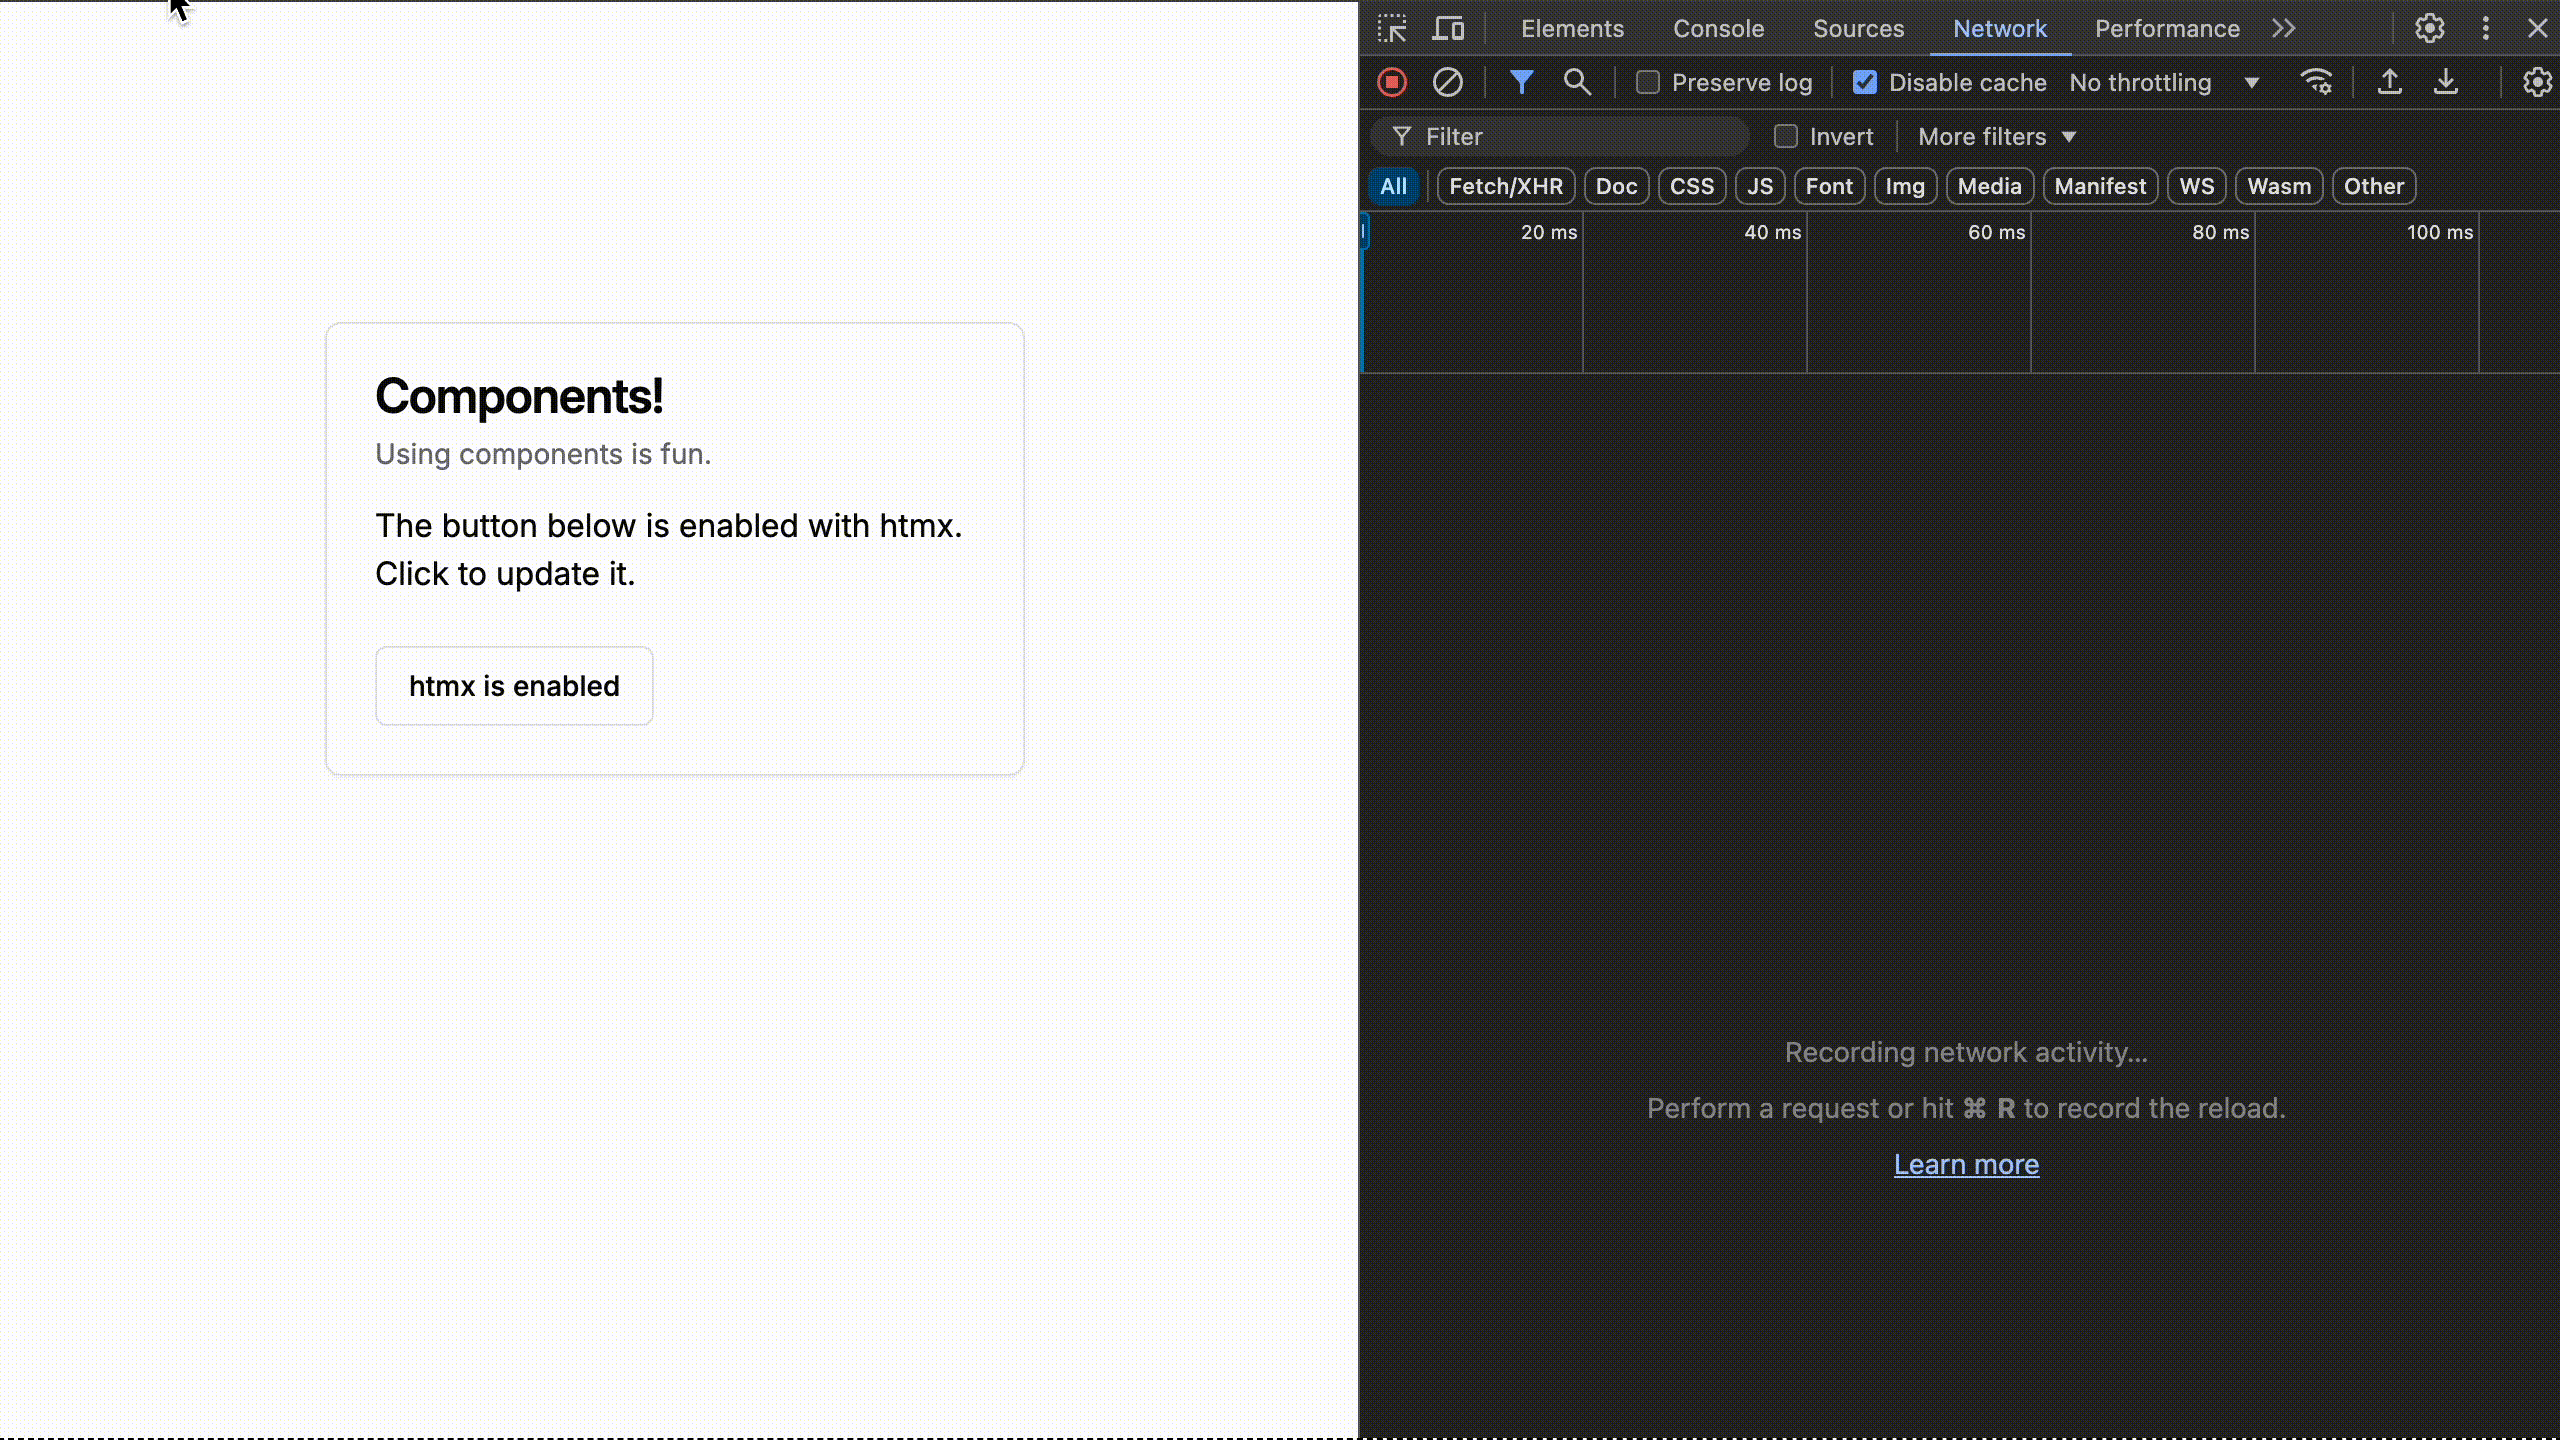 Components!
Using components is fun.
The button below is enabled with htmx.
Click to update it.
htmx is enabled
Elements Console Sources Network Performance
Preserve log Disable cache No throttling
Filter Invert More filters
All Fetch/XHR Doc CSS JS Font Img Media Manifest WS Wasm Other
20 ms 40 ms 60 ms 80 ms 100 ms
Recording network activity...
Perform a request or hit ⌘ R to record the reload.
Learn more